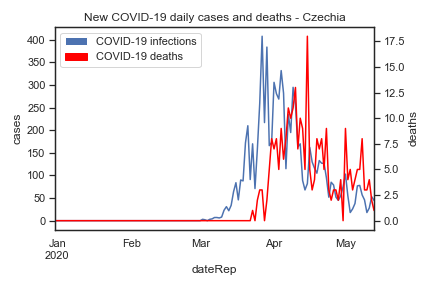 New COVID-19 daily cases and deaths - Czechia
COVID-19 infections
COVID-19 deaths
cases
400
350
300
250
200
150
100
50
0
deaths
17.5
15.0
12.5
10.0
7.5
5.0
2.5
0.0
Jan Feb Mar Apr May
2020
dateRep